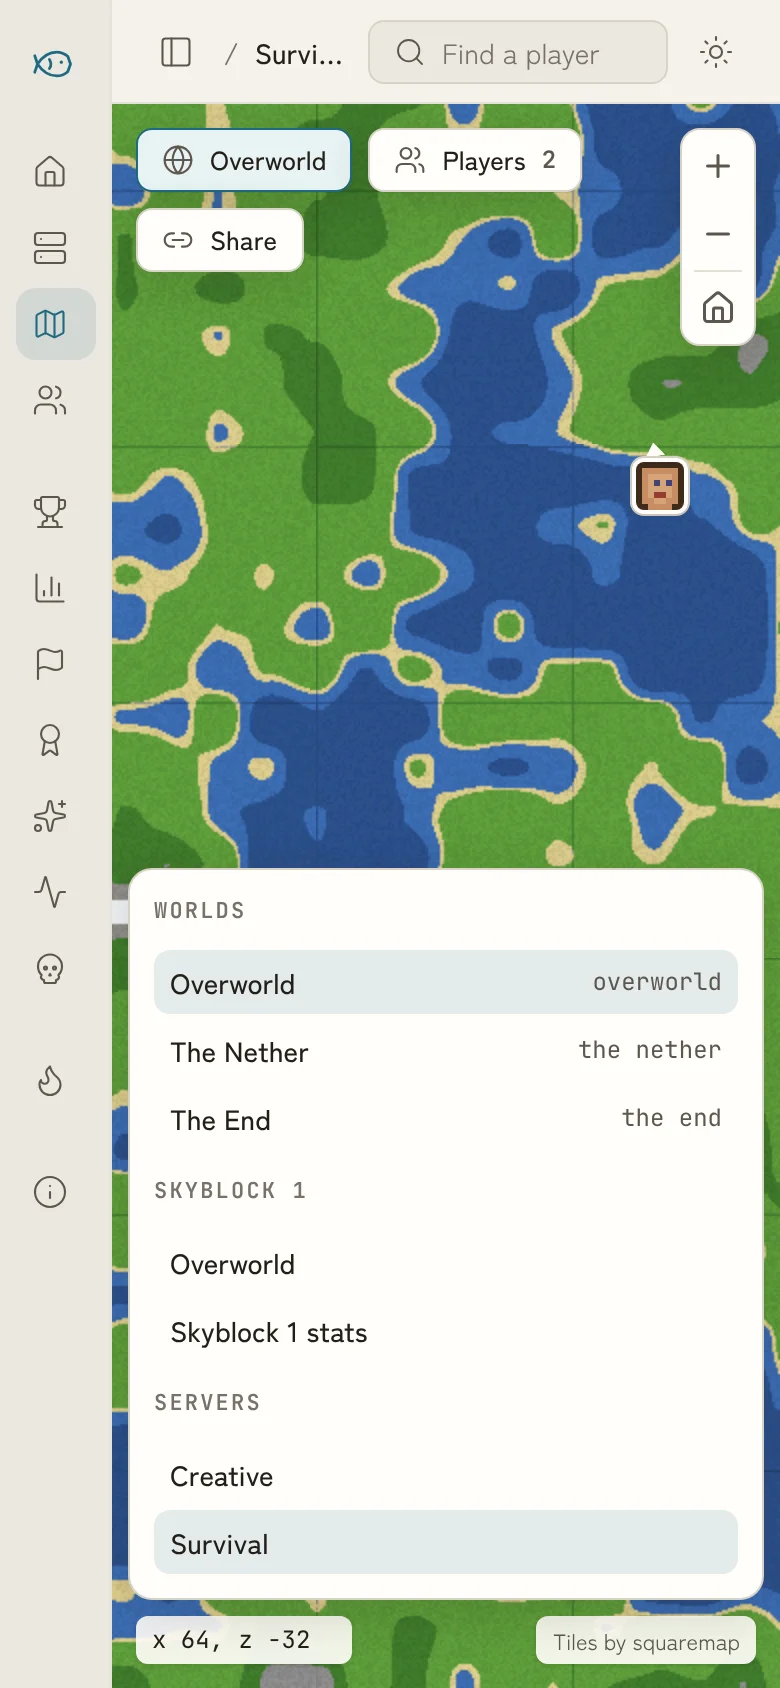 / Survi...
Find a player
Overworld
Players 2
Share
WORLDS
Overworld overworld
The Nether the nether
The End the end
SKYBLOCK 1
Overworld
Skyblock 1 stats
SERVERS
Creative
Survival
x 64, z -32
Tiles by squaremap